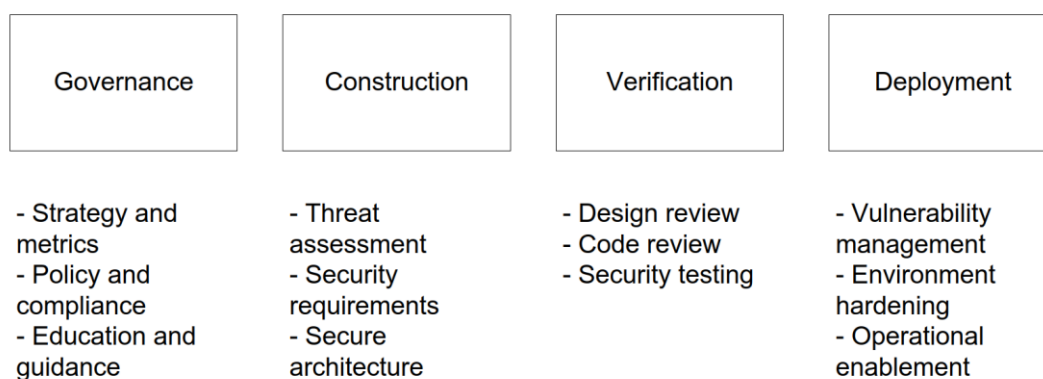 Governance
Construction
Verification
Deployment
- Strategy and
metrics
- Policy and
compliance
- Education and
guidance
- Threat
assessment
- Security
requirements
- Secure
architecture
- Design review
- Code review
- Security testing
- Vulnerability
management
- Environment
hardening
- Operational
enablement